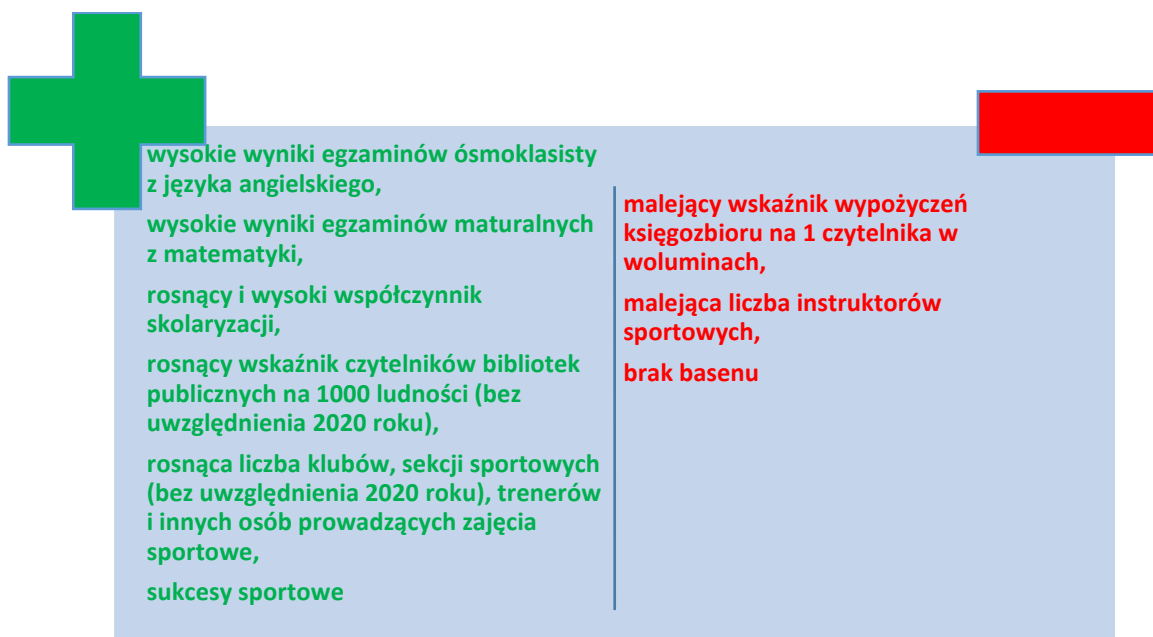 wysokie wyniki egzaminów ósmoklasisty
z języka angielskiego,
wysokie wyniki egzaminów maturalnych
z matematyki,
rosnący i wysoki współczynnik
skolaryzacji,
rosnący wskaźnik czytelników bibliotek
publicznych na 1000 ludności (bez
uwzględnienia 2020 roku),
rosnąca liczba klubów, sekcji sportowych
(bez uwzględnienia 2020 roku), trenerów
i innych osób prowadzących zajęcia
sportowe,
sukcesy sportowe
malejący wskaźnik wypożyczeń
księgozbioru na 1 czytelnika w
woluminach,
malejąca liczba instruktorów
sportowych,
brak basenu